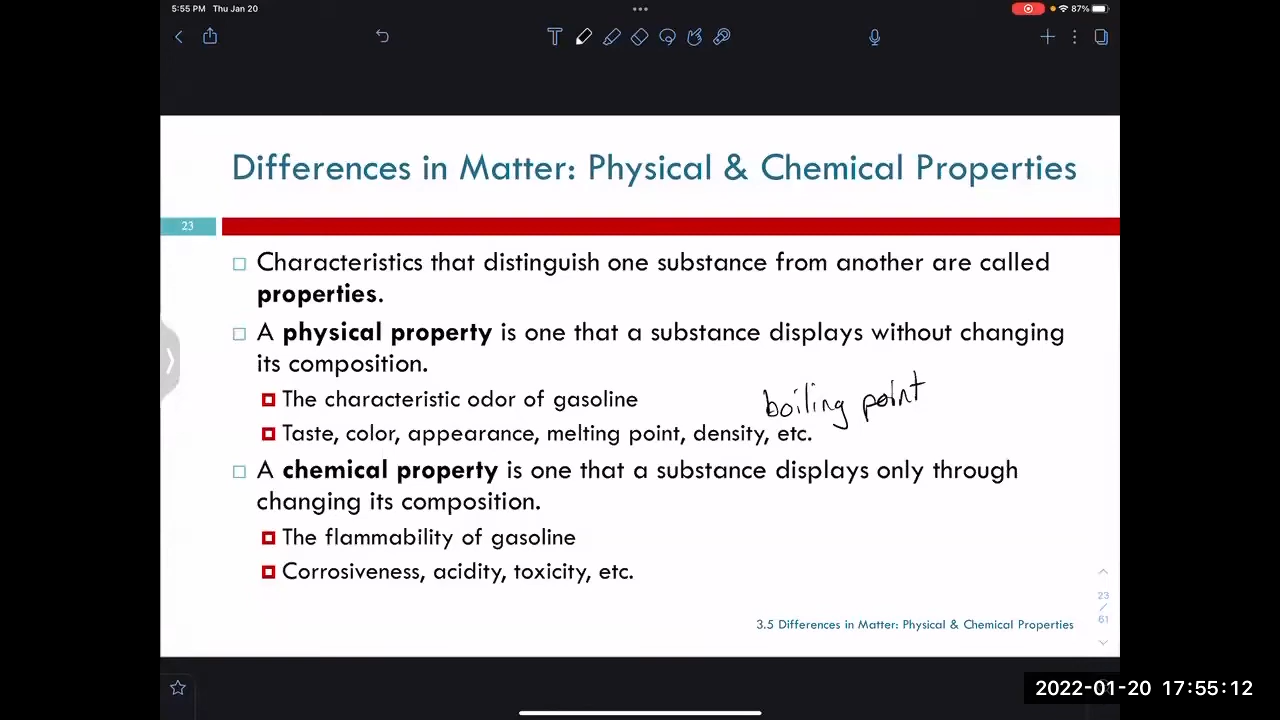 5:55 PM Thu Jan 20
87%
Differences in Matter: Physical & Chemical Properties
23
Characteristics that distinguish one substance from another are called
properties.
A physical property is one that a substance displays without changing
its composition.
The characteristic odor of gasoline
boiling point
Taste, color, appearance, melting point, density, etc.
A chemical property is one that a substance displays only through
changing its composition.
The flammability of gasoline
Corrosiveness, acidity, toxicity, etc.
23
/
61
3.5 Differences in Matter: Physical & Chemical Properties
2022-01-20 17:55:12